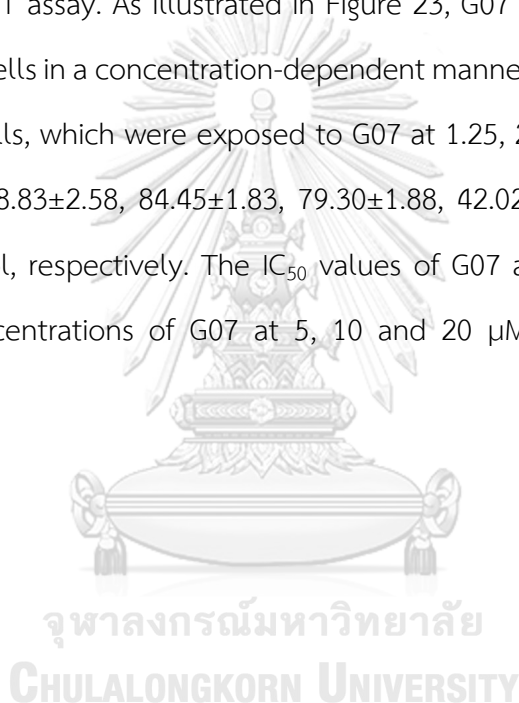 T assay. As illustrated in Figure 23, G07
ells in a concentration-dependent manne
lls, which were exposed to G07 at 1.25, 2
8.83±2.58, 84.45±1.83, 79.30±1.88, 42.02
l, respectively. The IC50 values of G07 a
centrations of G07 at 5, 10 and 20 µM
จุฬาลงกรณ์มหาวิทยาลัย
CHULALONGKORN UNIVERSITY